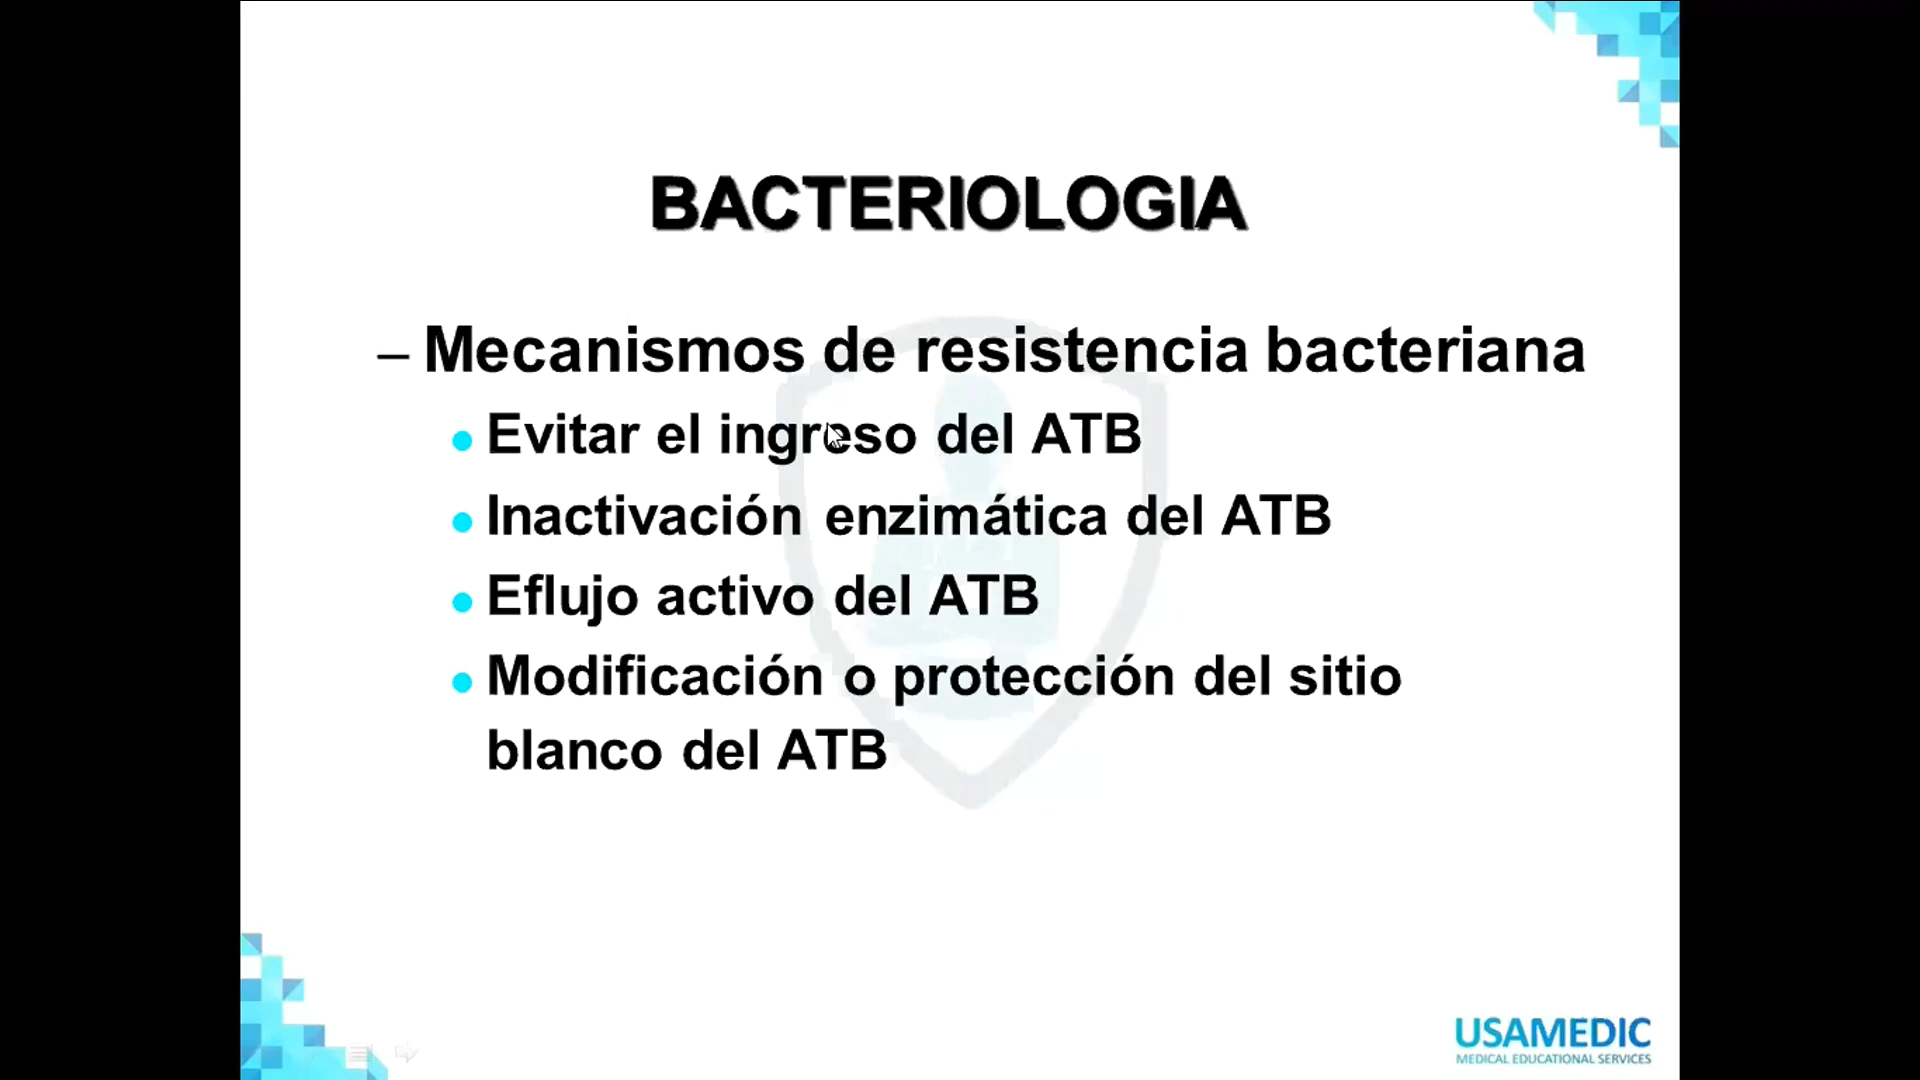 BACTERIOLOGIA
– Mecanismos de resistencia bacteriana
• Evitar el ingreso del ATB
• Inactivación enzimática del ATB
• Eflujo activo del ATB
• Modificación o protección del sitio
blanco del ATB
USAMEDIC
MEDICAL EDUCATIONAL SERVICES